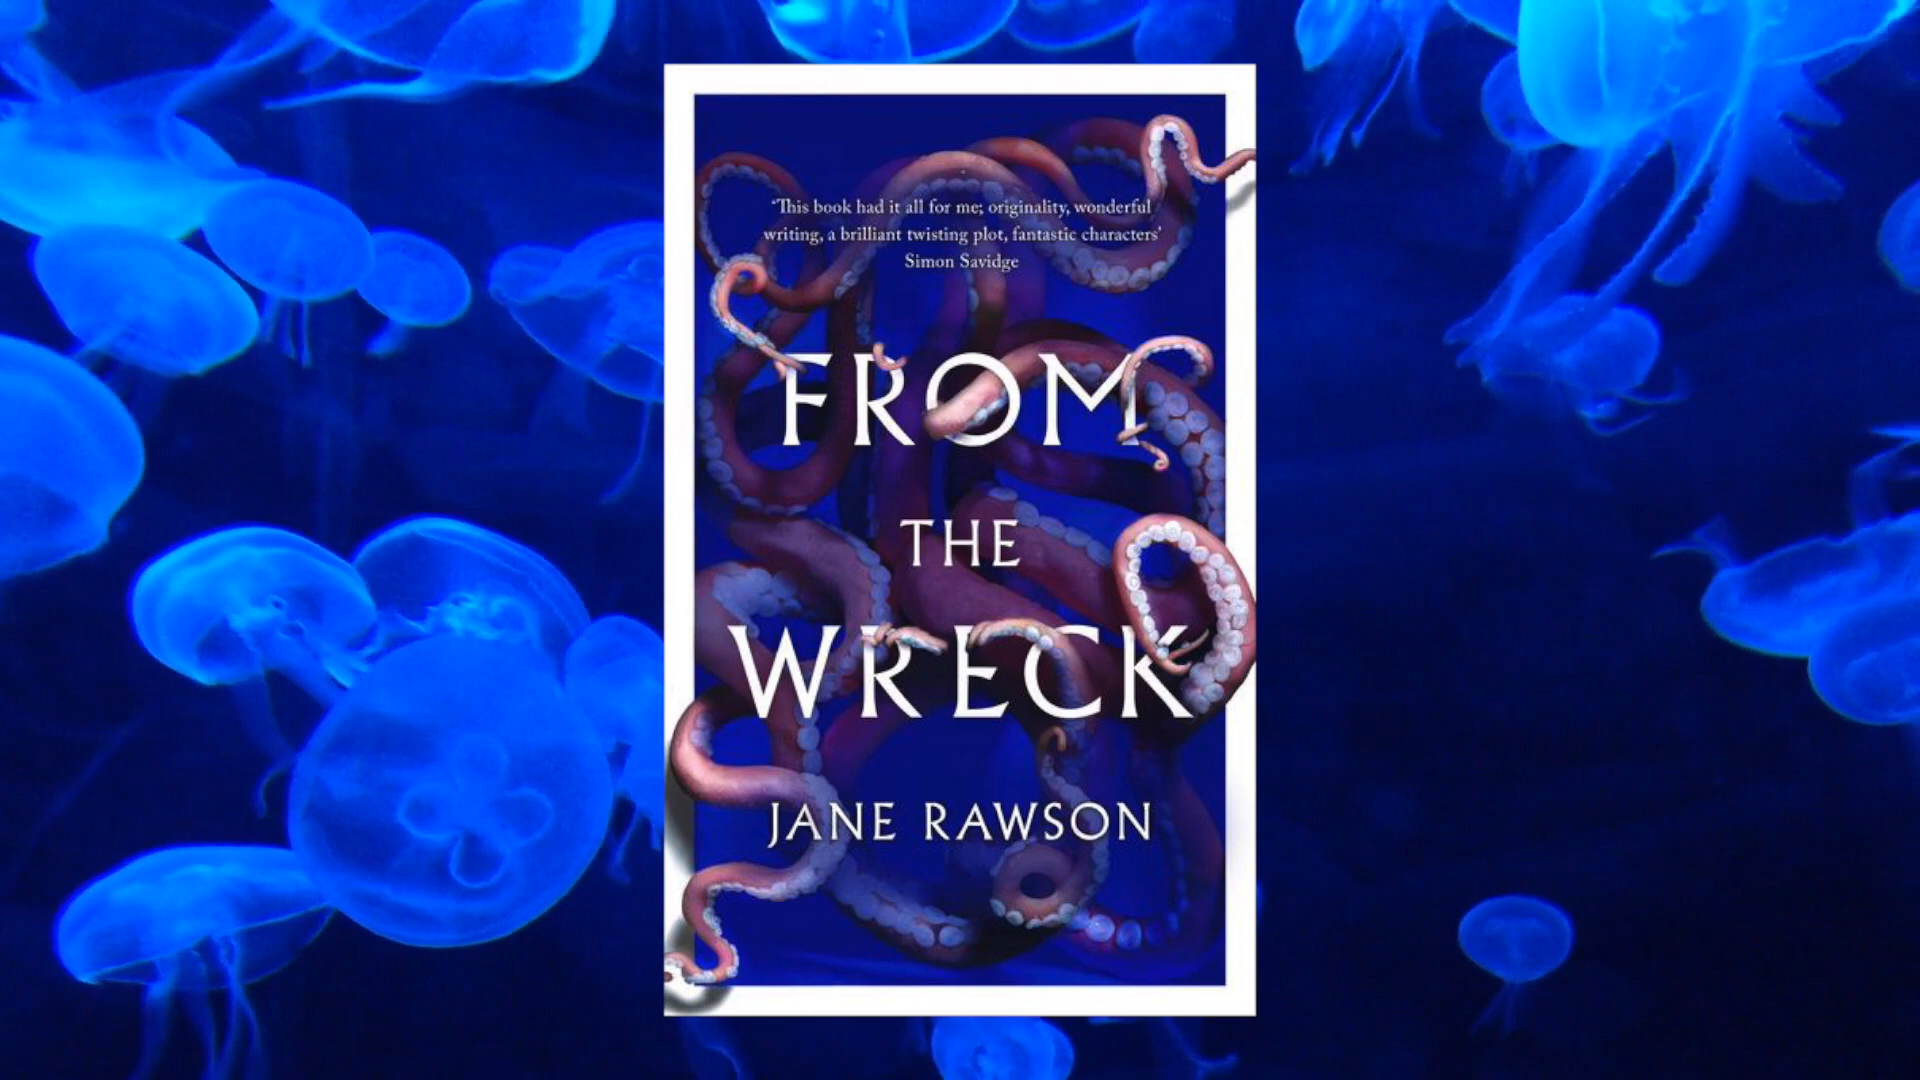 ‘This book had it all for me; originality, wonderful
writing, a brilliant twisting plot, fantastic characters’
Simon Savidge
FROM
THE
WRECK
JANE RAWSON